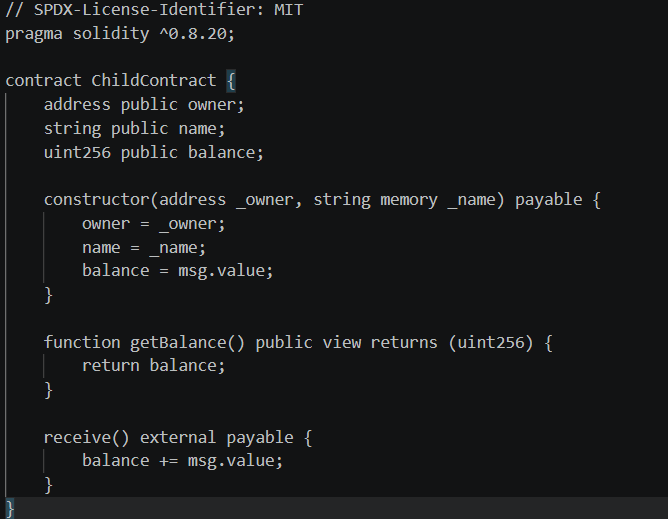 // SPDX-License-Identifier: MIT
pragma solidity ^0.8.20;

contract ChildContract {
    address public owner;
    string public name;
    uint256 public balance;

    constructor(address _owner, string memory _name) payable {
        owner = _owner;
        name = _name;
        balance = msg.value;
    }

    function getBalance() public view returns (uint256) {
        return balance;
    }

    receive() external payable {
        balance += msg.value;
    }
}